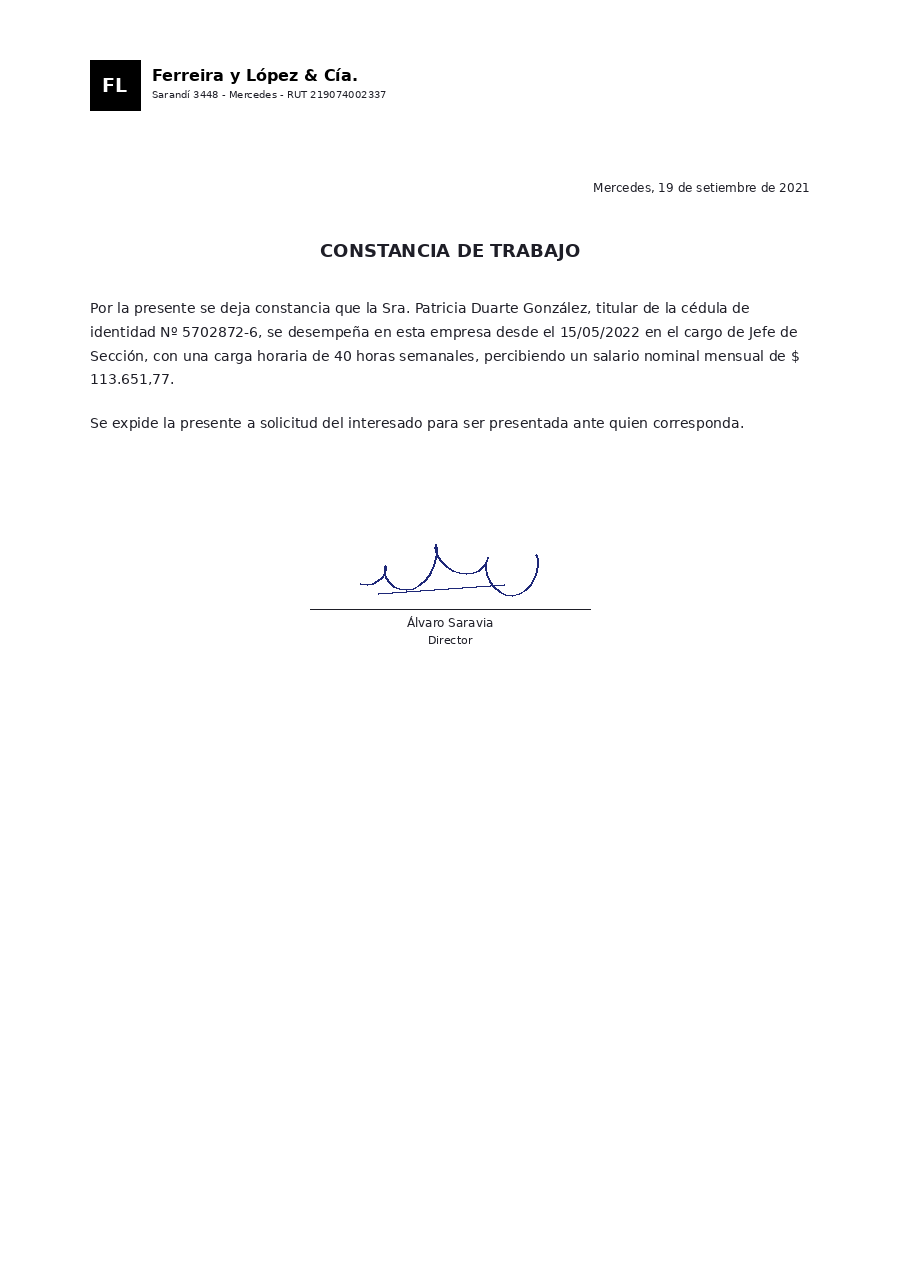 FL
Ferreira y López & Cía.
Sarandí 3448 - Mercedes - RUT 219074002337
Mercedes, 19 de setiembre de 2021
CONSTANCIA DE TRABAJO
Por la presente se deja constancia que la Sra. Patricia Duarte González, titular de la cédula de
identidad Nº 5702872-6, se desempeña en esta empresa desde el 15/05/2022 en el cargo de Jefe de
Sección, con una carga horaria de 40 horas semanales, percibiendo un salario nominal mensual de $
113.651,77.
Se expide la presente a solicitud del interesado para ser presentada ante quien corresponda.
Álvaro Saravia
Director